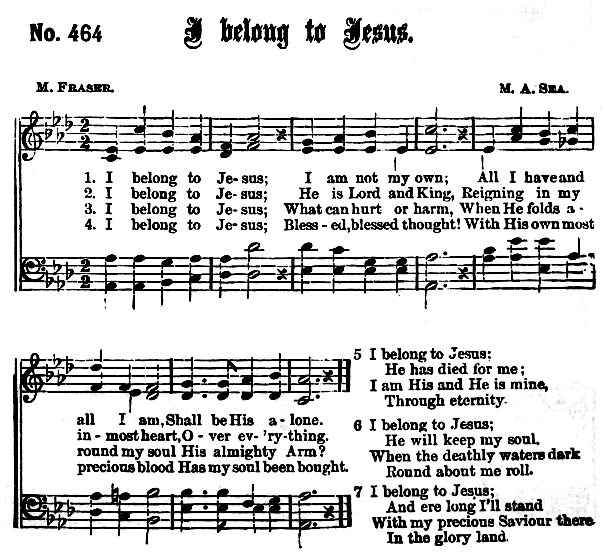 No. 464
I belong to Jesus.
M. FRASER.
M. A. SEA.
1. I belong to Je-sus; I am not my own; All I have and
2. I belong to Je-sus; He is Lord and King, Reigning in my
3. I belong to Je-sus; What can hurt or harm, When He folds a-
4. I belong to Je-sus; Bless-ed, blessed thought! With His own most
all I am, Shall be His a-lone.
in-most heart, O-ver ev-'ry-thing.
round my soul His almighty Arm?
precious blood Has my soul been bought.
5 I belong to Jesus;
He has died for me;
I am His and He is mine,
Through eternity.
6 I belong to Jesus;
He will keep my soul,
When the deathly waters dark
Round about me roll.
7 I belong to Jesus;
And ere long I'll stand
With my precious Saviour there
In the glory land.